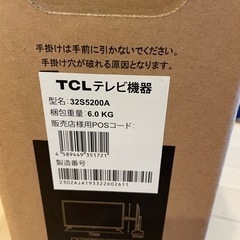 手掛けは手前に引かないでください。
手掛け穴が破れる原因となります。
TCLテレビ機器
型名: 32S5200A
梱包重量: 6.0 KG
販売店様用POSコード:
4 589449 351721
製造番号: